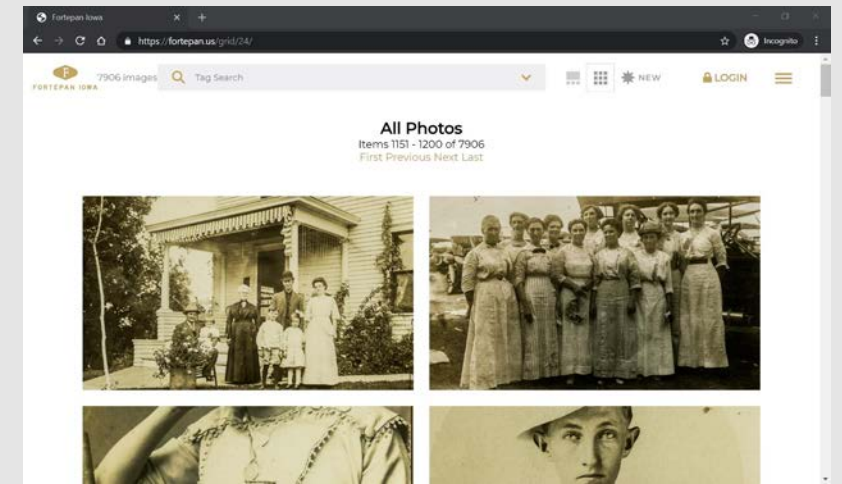 Fortepan Iowa
https://fortepan.us/grid/24/
Incognito
F
FORTEPAN IOWA
7906 images
Tag Search
NEW
LOGIN
All Photos
Items 1151 - 1200 of 7906
First Previous Next Last